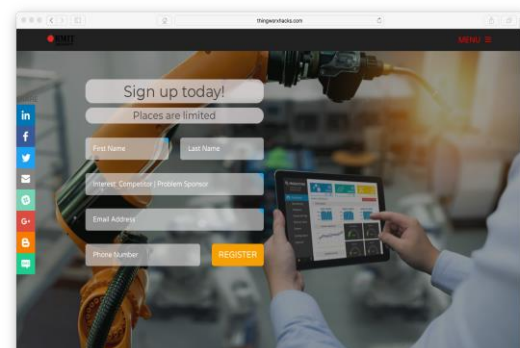 thingworxhacks.com
MENU
Sign up today!
Places are limited
First Name
Last Name
Interest: Competitor | Problem Sponsor
Email Address
Phone Number
REGISTER